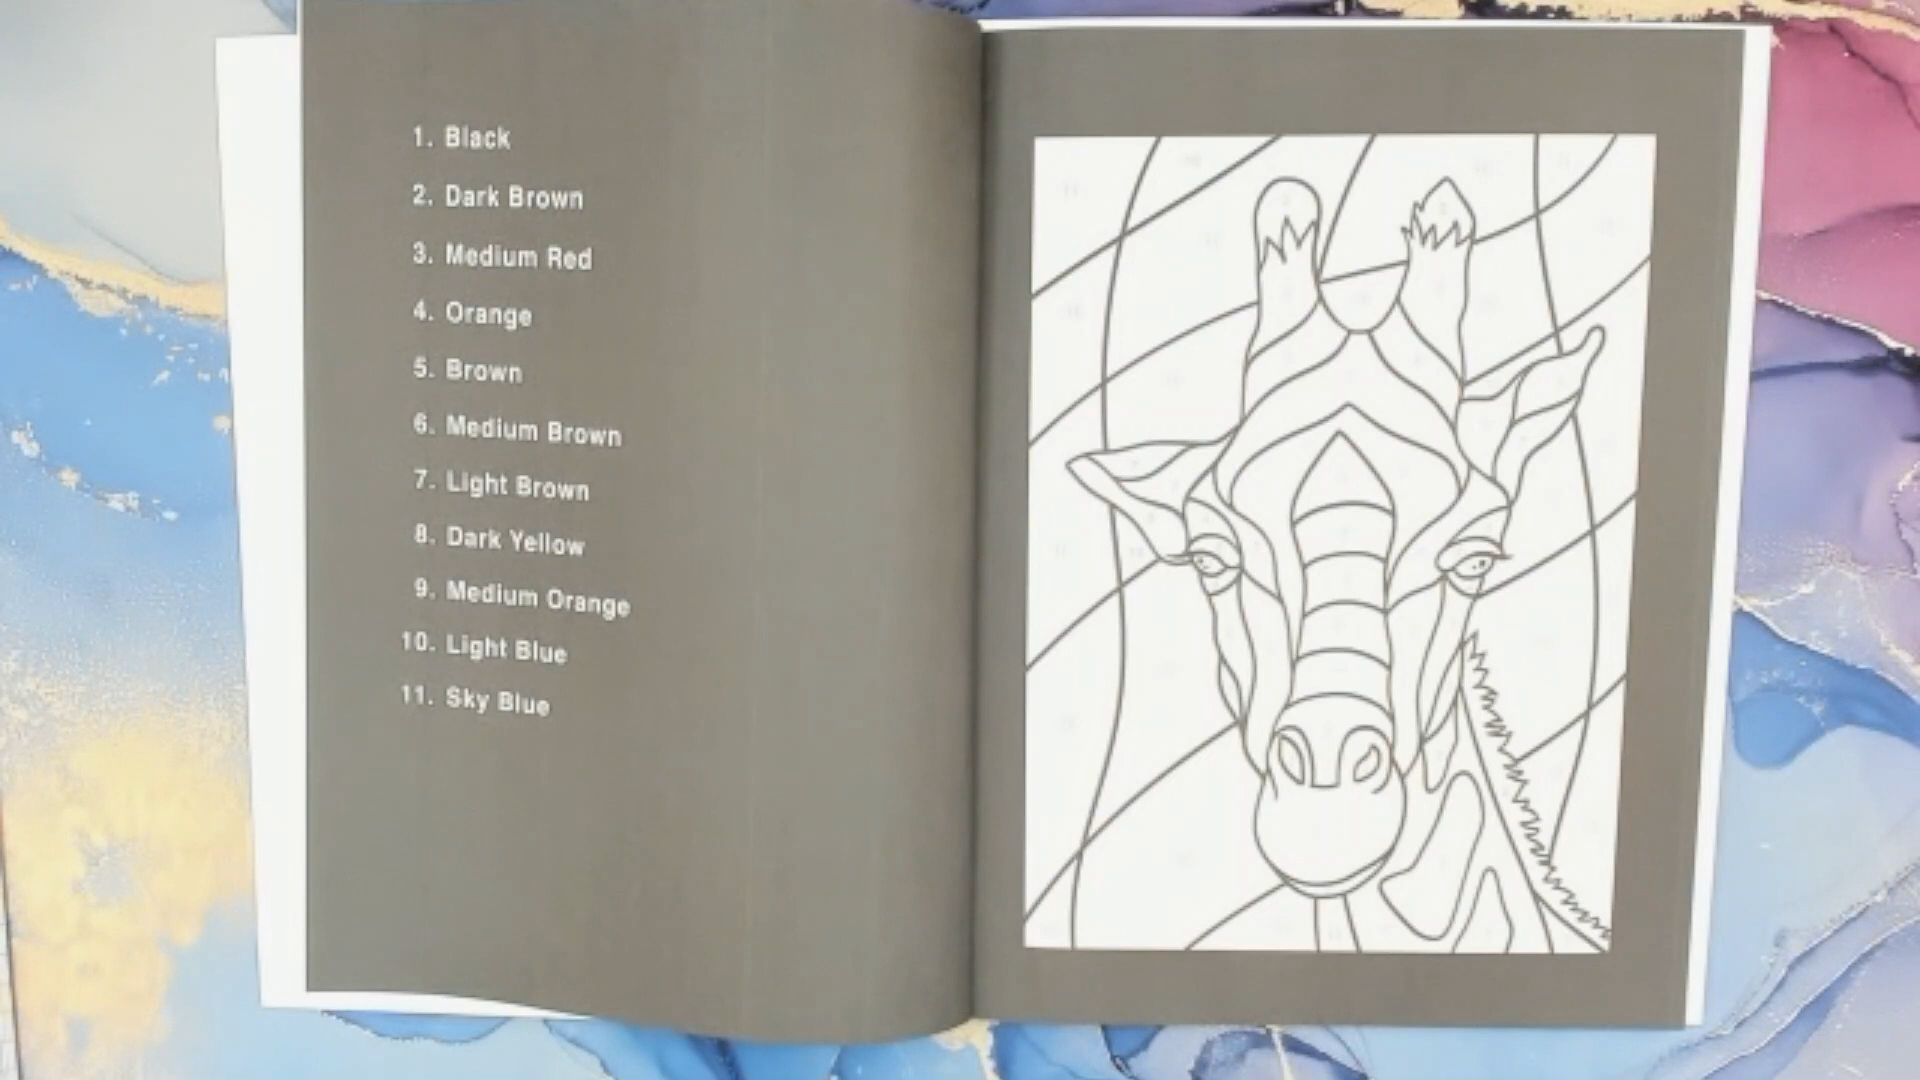 1. Black
2. Dark Brown
3. Medium Red
4. Orange
5. Brown
6. Medium Brown
7. Light Brown
8. Dark Yellow
9. Medium Orange
10. Light Blue
11. Sky Blue